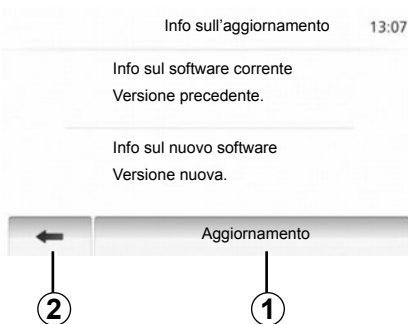 Info sull'aggiornamento 13:07
Info sul software corrente
Versione precedente.
Info sul nuovo software
Versione nuova.
Aggiornamento
2 1